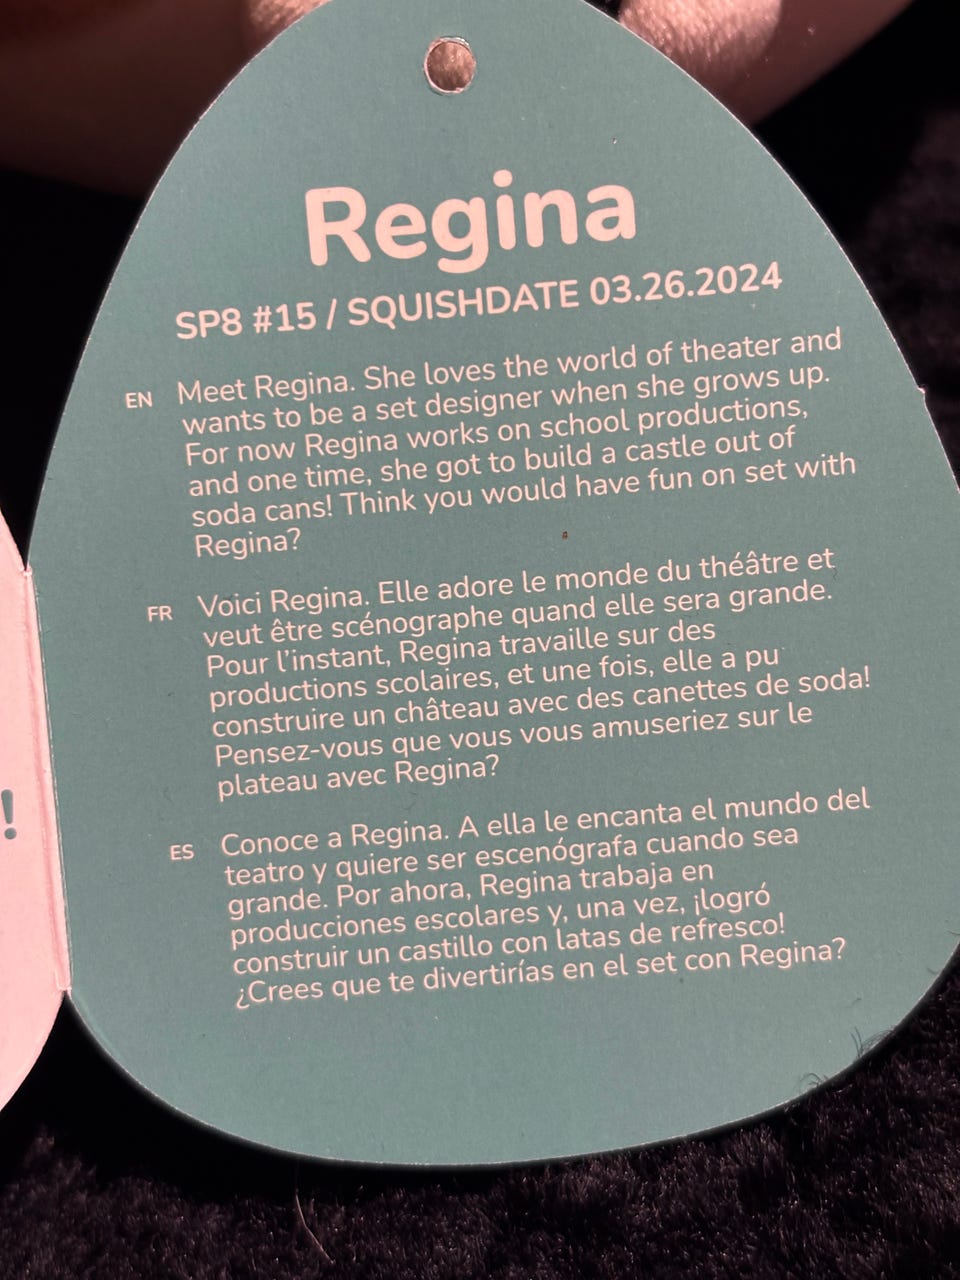 Regina
SP8 #15 / SQUISHDATE 03.26.2024
EN Meet Regina. She loves the world of theater and
wants to be a set designer when she grows up.
For now Regina works on school productions,
and one time, she got to build a castle out of
soda cans! Think you would have fun on set with
Regina?
FR Voici Regina. Elle adore le monde du théâtre et
veut être scénographe quand elle sera grande.
Pour l'instant, Regina travaille sur des
productions scolaires, et une fois, elle a pu
construire un château avec des canettes de soda!
Pensez-vous que vous vous amuseriez sur le
plateau avec Regina?
ES Conoce a Regina. A ella le encanta el mundo del
teatro y quiere ser escenógrafa cuando sea
grande. Por ahora, Regina trabaja en
producciones escolares y, una vez, ¡logró
construir un castillo con latas de refresco!
¿Crees que te divertirías en el set con Regina?
!